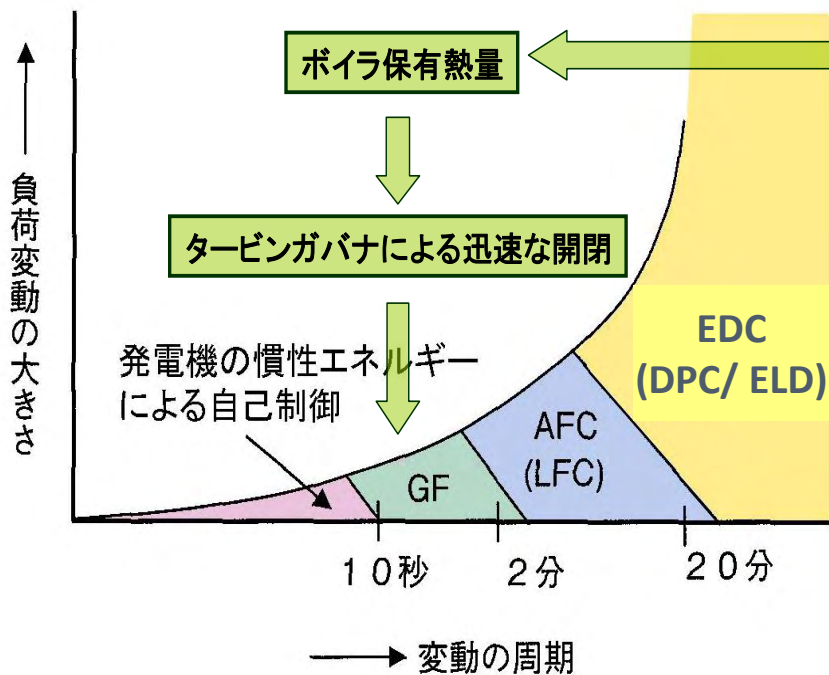 ボイラ保有熱量
タービンガバナによる迅速な開閉
負荷変動の大きさ
発電機の慣性エネルギー
による自己制御
GF
AFC
(LFC)
EDC
(DPC/ ELD)
10秒
2分
20分
変動の周期